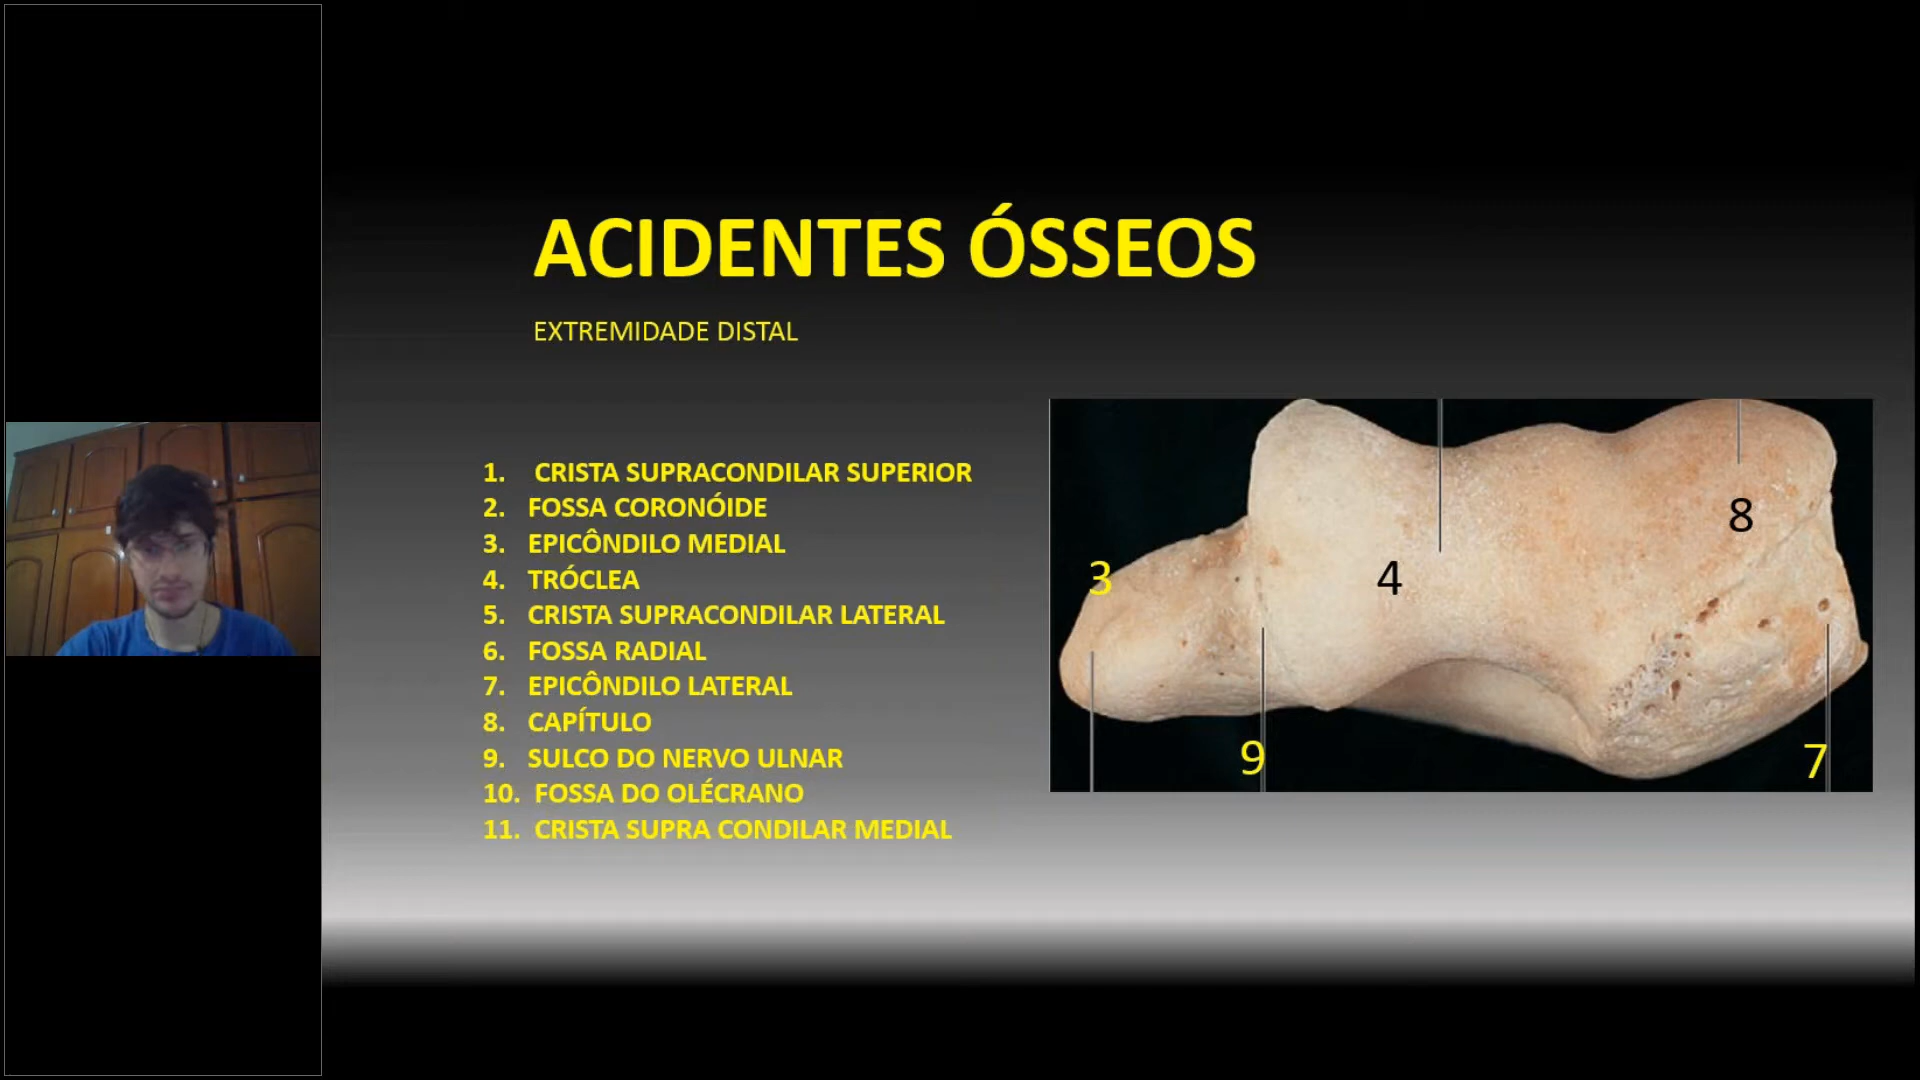 ACIDENTES ÓSSEOS
EXTREMIDADE DISTAL
1. CRISTA SUPRACONDILAR SUPERIOR
2. FOSSA CORONÓIDE
3. EPICÔNDILO MEDIAL
4. TRÓCLEA
5. CRISTA SUPRACONDILAR LATERAL
6. FOSSA RADIAL
7. EPICÔNDILO LATERAL
8. CAPÍTULO
9. SULCO DO NERVO ULNAR
10. FOSSA DO OLÉCRANO
11. CRISTA SUPRA CONDILAR MEDIAL
8
3
4
9
7